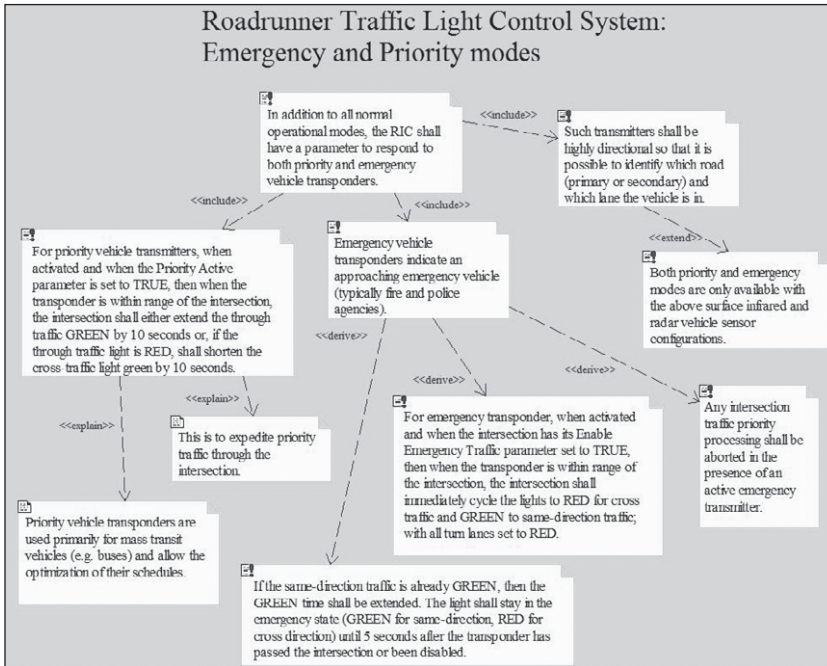 Roadrunner Traffic Light Control System:
Emergency and Priority modes
In addition to all normal
operational modes, the RIC shall
have a parameter to respond to
both priority and emergency
vehicle transponders.
<<include>>
Such transmitters shall be
highly directional so that it is
possible to identify which road
(primary or secondary) and
which lane the vehicle is in.
<<include>>
<<include>>
<<extend>>
For priority vehicle transmitters, when
activated and when the Priority Active
parameter is set to TRUE, then when the
transponder is within range of the intersection,
the intersection shall either extend the through
traffic GREEN by 10 seconds or, if the
through traffic light is RED, shall shorten the
cross-traffic light green by 10 seconds.
Emergency vehicle
transponders indicate an
approaching emergency vehicle
(typically fire and police
agencies).
Both priority and emergency
modes are only available with
the above surface infrared and
radar vehicle sensor
configurations.
<<derive>>
<<derive>>
<<derive>>
<<explain>>
<<explain>>
This is to expedite priority
traffic through the
intersection.
For emergency transponder, when activated
and when the intersection has its Enable
Emergency Traffic parameter set to TRUE,
then when the transponder is within range of
the intersection, the intersection shall
immediately cycle the lights to RED for cross
traffic and GREEN to same-direction traffic;
with all turn lanes set to RED.
Any intersection
traffic priority
processing shall be
aborted in the
presence of an
active emergency
transmitter.
Priority vehicle transponders are
used primarily for mass transit
vehicles (e.g. buses) and allow the
optimization of their schedules.
If the same-direction traffic is already GREEN, then the
GREEN time shall be extended. The light shall stay in the
emergency state (GREEN for same-direction, RED for
cross direction) until 5 seconds after the transponder has
passed the intersection or been disabled.